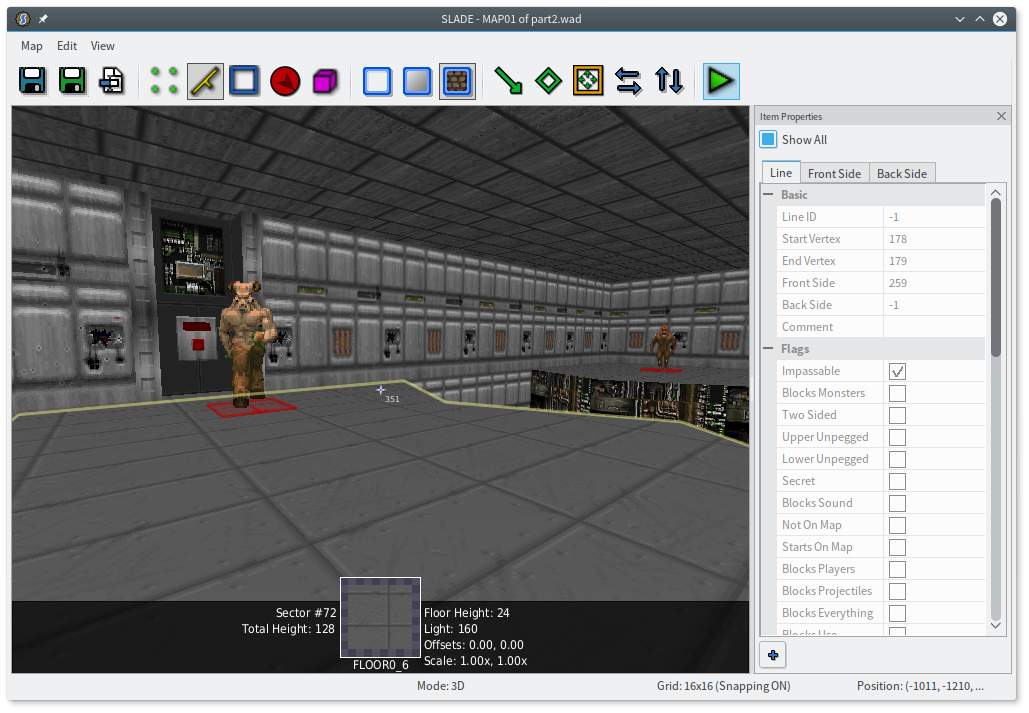 SLADE - MAP01 of part2.wad
Map Edit View
Item Properties
Show All
Line Front Side Back Side
Basic
Line ID -1
Start Vertex 178
End Vertex 179
Front Side 259
Back Side -1
Comment
Flags
Impassable
Blocks Monsters
Two Sided
Upper Unpegged
Lower Unpegged
Secret
Blocks Sound
Not On Map
Starts On Map
Blocks Players
Blocks Projectiles
Blocks Everything
Blocks Use
351
Sector #72
Total Height: 128
FLOOR0_6
Floor Height: 24
Light: 160
Offsets: 0.00, 0.00
Scale: 1.00x, 1.00x
Mode: 3D Grid: 16x16 (Snapping ON) Position: (-1011, -1210, ...